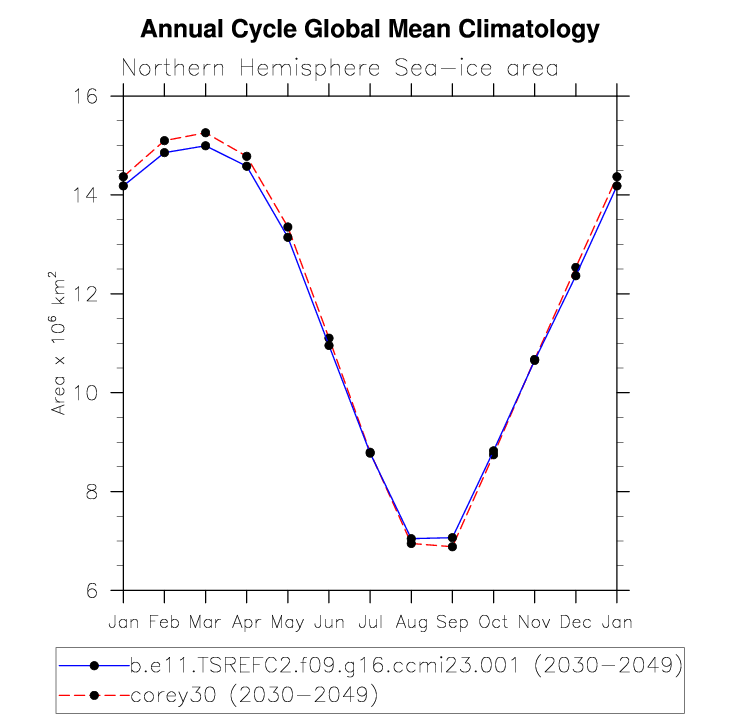 Annual Cycle Global Mean Climatology
Northern Hemisphere Sea-ice area
16
14
12
10
8
6
Area x 10⁶ km²
Jan Feb Mar Apr May Jun Jul Aug Sep Oct Nov Dec Jan
b.e11.TSREFC2.f09.g16.ccmi23.001 (2030-2049)
corey30 (2030-2049)